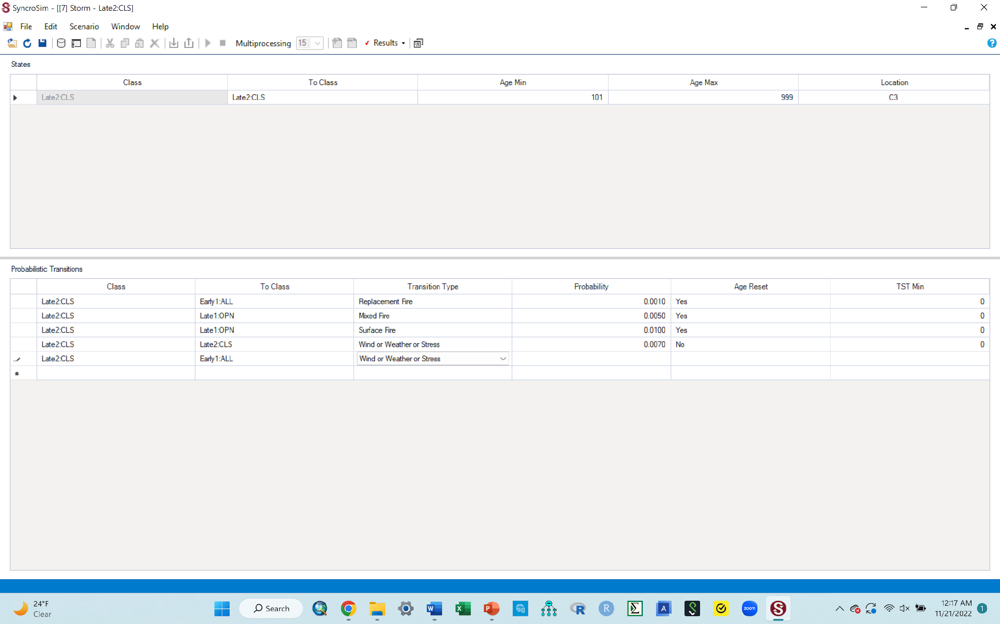 SyncroSim - [[7] Storm - Late2:CLS]
File Edit Scenario Window Help
Multiprocessing 15 Results
States
Class To Class Age Min Age Max Location
Late2:CLS Late2:CLS 101 999 C3
Probabilistic Transitions
Class To Class Transition Type Probability Age Reset TST Min
Late2:CLS Early1:ALL Replacement Fire 0.0010 Yes 0
Late2:CLS Late1:OPN Mixed Fire 0.0050 Yes 0
Late2:CLS Late1:OPN Surface Fire 0.0100 Yes 0
Late2:CLS Late2:CLS Wind or Weather or Stress 0.0070 No 0
Late2:CLS Early1:ALL Wind or Weather or Stress
24°F
Clear
Search
zoom
12:17 AM
11/21/2022
1